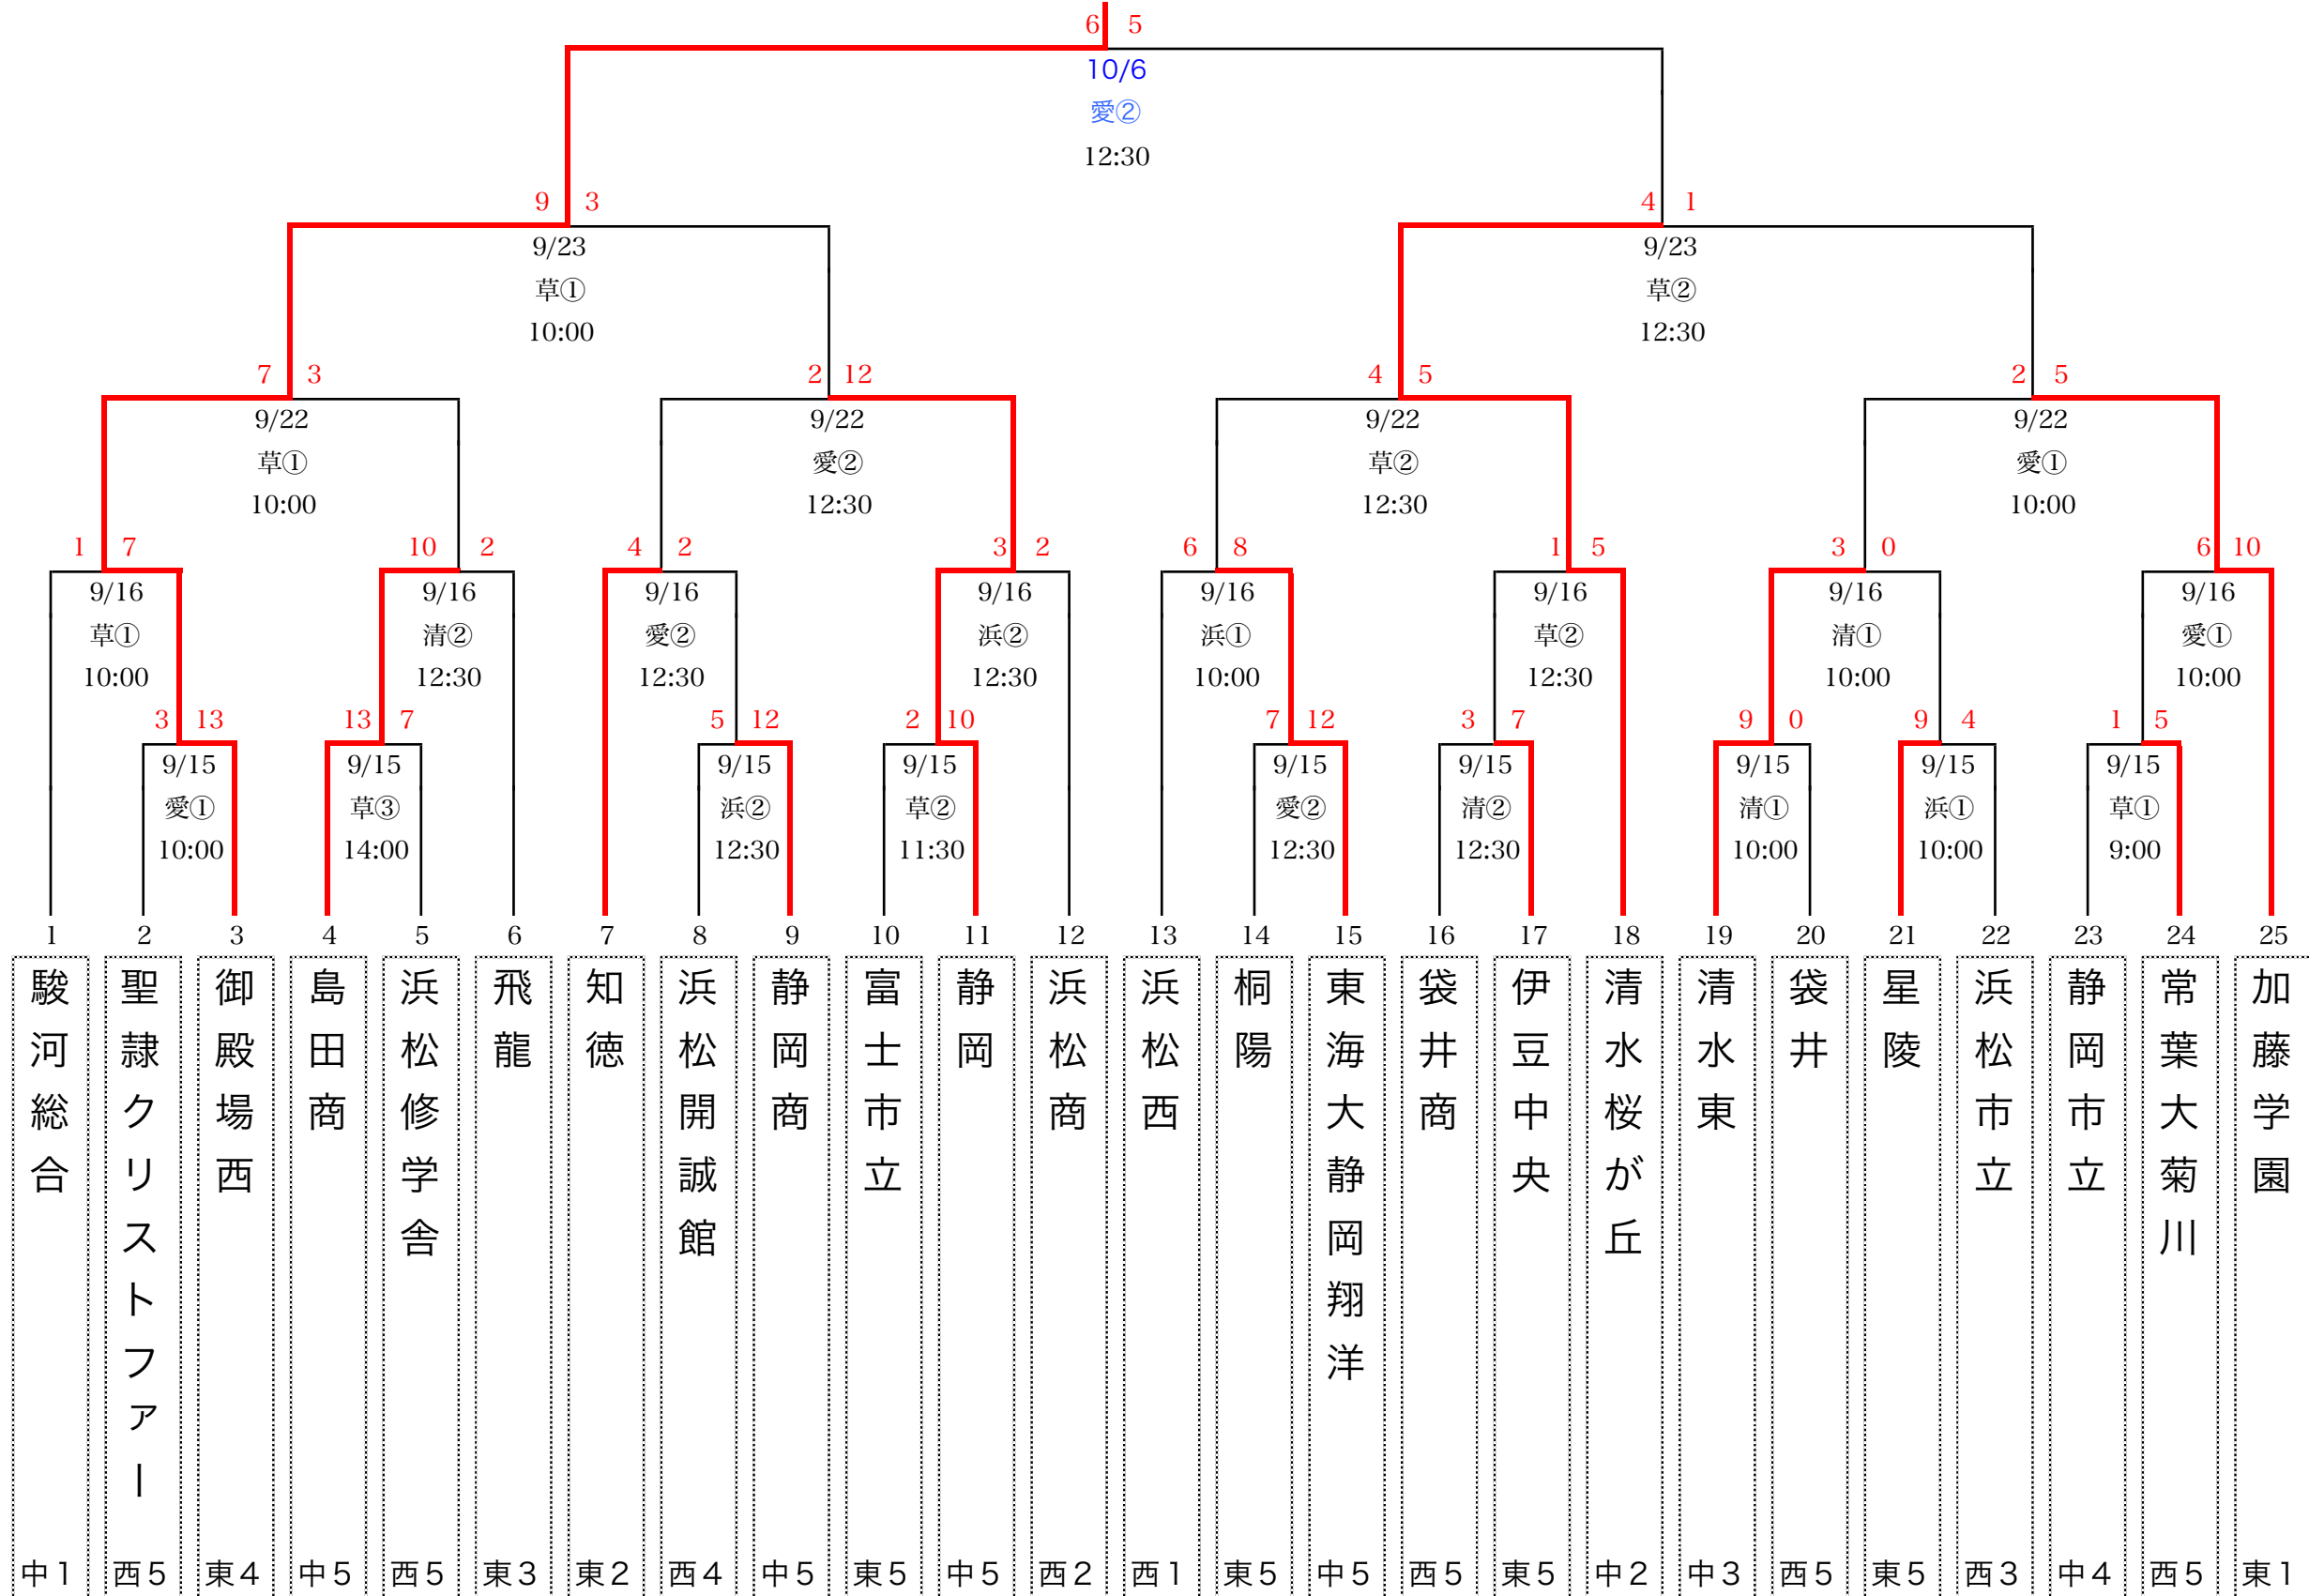 6 5
10/6
愛②
12:30
9 3
4 1
9/23
9/23
草①
草②
10:00
12:30
7 3
2 12
4 5
2 5
9/22
9/22
9/22
9/22
草①
愛②
草②
愛①
10:00
12:30
12:30
10:00
1 7
10 2
4 2
3 2
6 8
1 5
3 0
6 10
9/16
9/16
9/16
9/16
9/16
9/16
9/16
9/16
草①
清②
愛②
浜②
浜①
草②
清①
愛①
10:00
12:30
12:30
12:30
10:00
12:30
10:00
10:00
3 13
13 7
5 12
2 10
7 12
3 7
9 0
9 4
1 5
9/15
9/15
9/15
9/15
9/15
9/15
9/15
9/15
9/15
愛①
草③
浜②
草②
愛②
清②
清①
浜①
草①
10:00
14:00
12:30
11:30
12:30
12:30
10:00
10:00
9:00
1
2
3
4
5
6
7
8
9
10
11
12
13
14
15
16
17
18
19
20
21
22
23
24
25
駿河総合
聖隷クリストファー
御殿場西
島田商
浜松修学舎
飛龍
知徳
浜松開誠館
静岡商
富士市立
静岡
浜松商
浜松西
桐陽
東海大静岡翔洋
袋井商
伊豆中央
清水桜が丘
清水東
袋井
星陵
浜松市立
静岡市立
常葉大菊川
加藤学園
中1
西5
東4
中5
西5
東3
東2
西4
中5
東5
中5
西2
西1
東5
中5
西5
東5
中2
中3
西5
東5
西3
中4
西5
東1